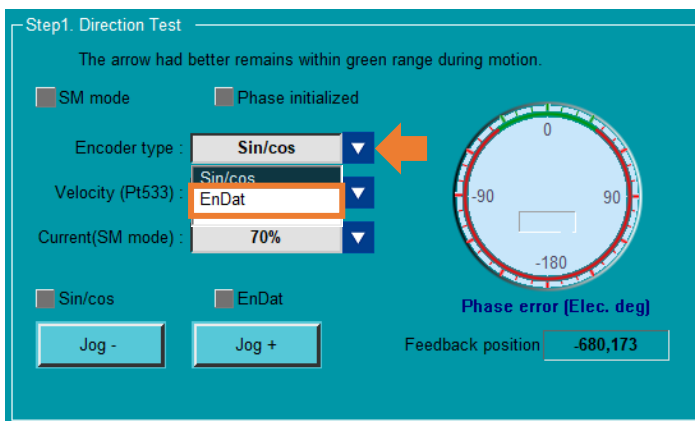 Step1. Direction Test
The arrow had better remains within green range during motion.
SM mode
Phase initialized
Encoder type :
Sin/cos
Sin/cos
EnDat
Velocity (Pt533) :
Current(SM mode) :
70%
Sin/cos
EnDat
Jog -
Jog +
0
-90
90
-180
Phase error (Elec. deg)
Feedback position
-680,173